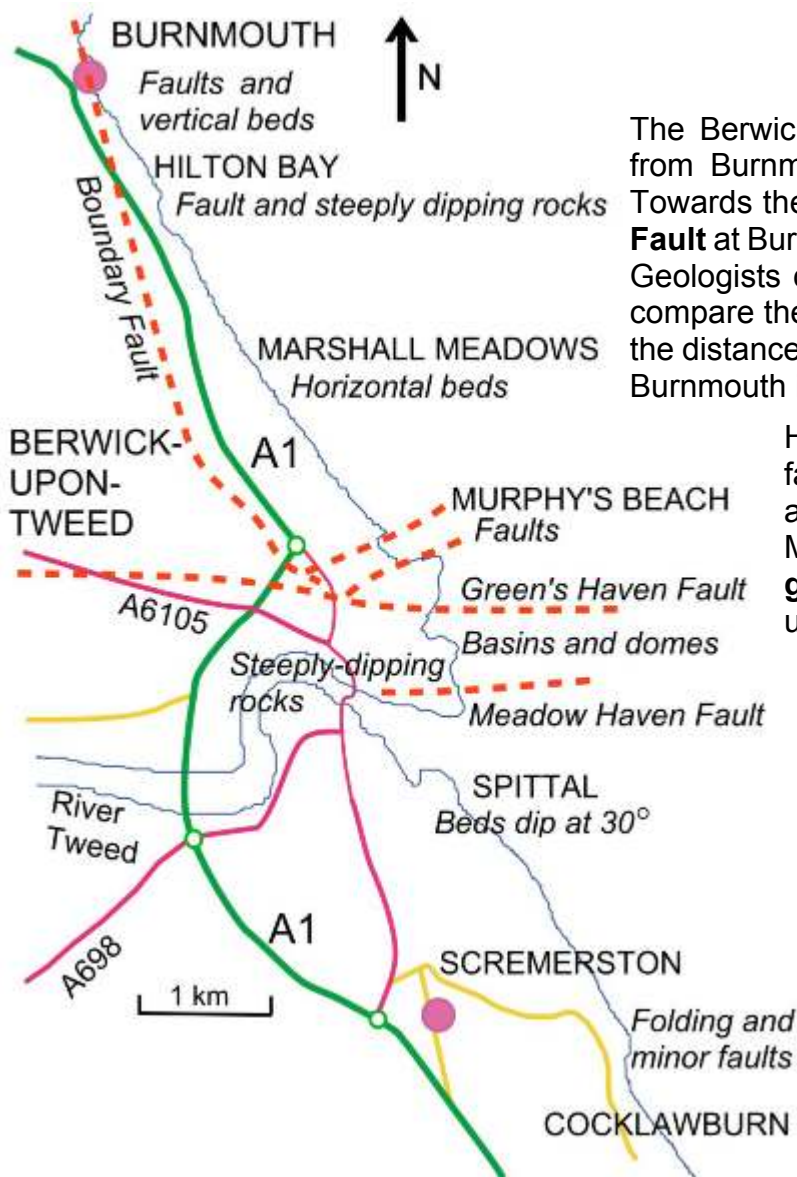 BURNMOUTH
N
Faults and
vertical beds
HILTON BAY
Fault and steeply dipping rocks
Boundary Fault
MARSHALL MEADOWS
Horizontal beds
BERWICK-
UPON-
TWEED
A1
MURPHY'S BEACH
Faults
A6105
Green's Haven Fault
Basins and domes
Steeply-dipping
rocks
Meadow Haven Fault
SPITTAL
Beds dip at 30°
River
Tweed
A698
A1
1 km
SCREMERSTON
Folding and
minor faults
COCKLAWBURN
The Berwic
from Burnm
Towards the
Fault at Bur
Geologists
compare the
the distance
Burnmouth